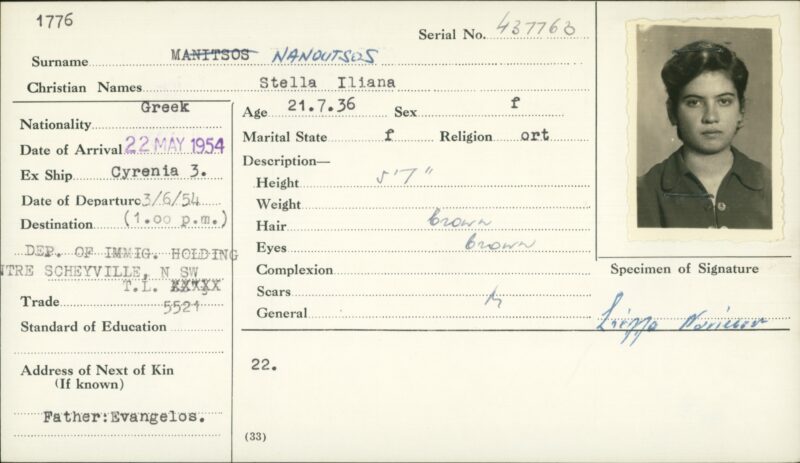 1776
Serial No. 437763
Surname MANITSOS NANOUTSOS
Christian Names Stella Iliana
Nationality Greek
Date of Arrival 22 MAY 1954
Ex Ship Cyrenia 3.
Date of Departure 3/6/54
Destination (1.00 p.m.)
DEP. OF IMMIG. HOLDING
NTRE SCHEYVILLE, N SW
T.L.
Trade 5521
Standard of Education
Address of Next of Kin
(If known)
Father:Evangelos.
Age 21.7.36 Sex f
Marital State f Religion ort
Description—
Height 5'7"
Weight
Hair brown
Eyes brown
Complexion
Scars
General
22.
(33)
Specimen of Signature